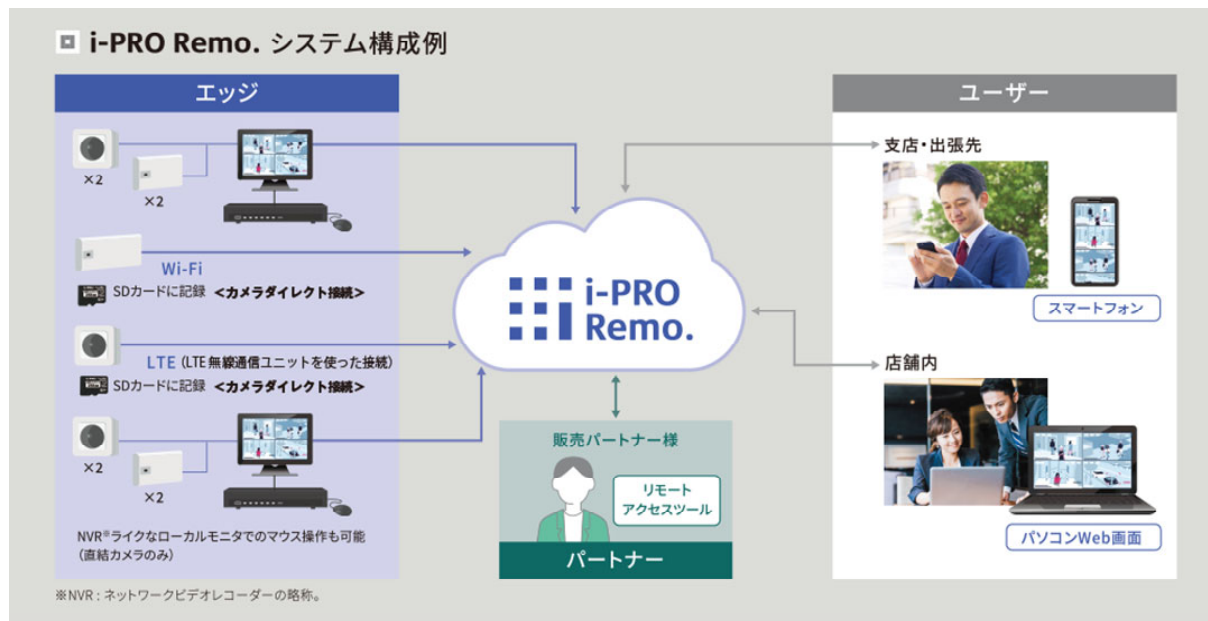 i-PRO Remo. システム構成例
エッジ
×2
×2
Wi-Fi
SDカードに記録 <カメラダイレクト接続>
LTE (LTE無線通信ユニットを使った接続)
SDカードに記録 <カメラダイレクト接続>
×2
×2
NVR※ライクなローカルモニタでのマウス操作も可能
(直結カメラのみ)
i-PRO
Remo.
販売パートナー様
リモート
アクセスツール
パートナー
ユーザー
支店・出張先
スマートフォン
店舗内
パソコンWeb画面
※NVR : ネットワークビデオレコーダーの略称。